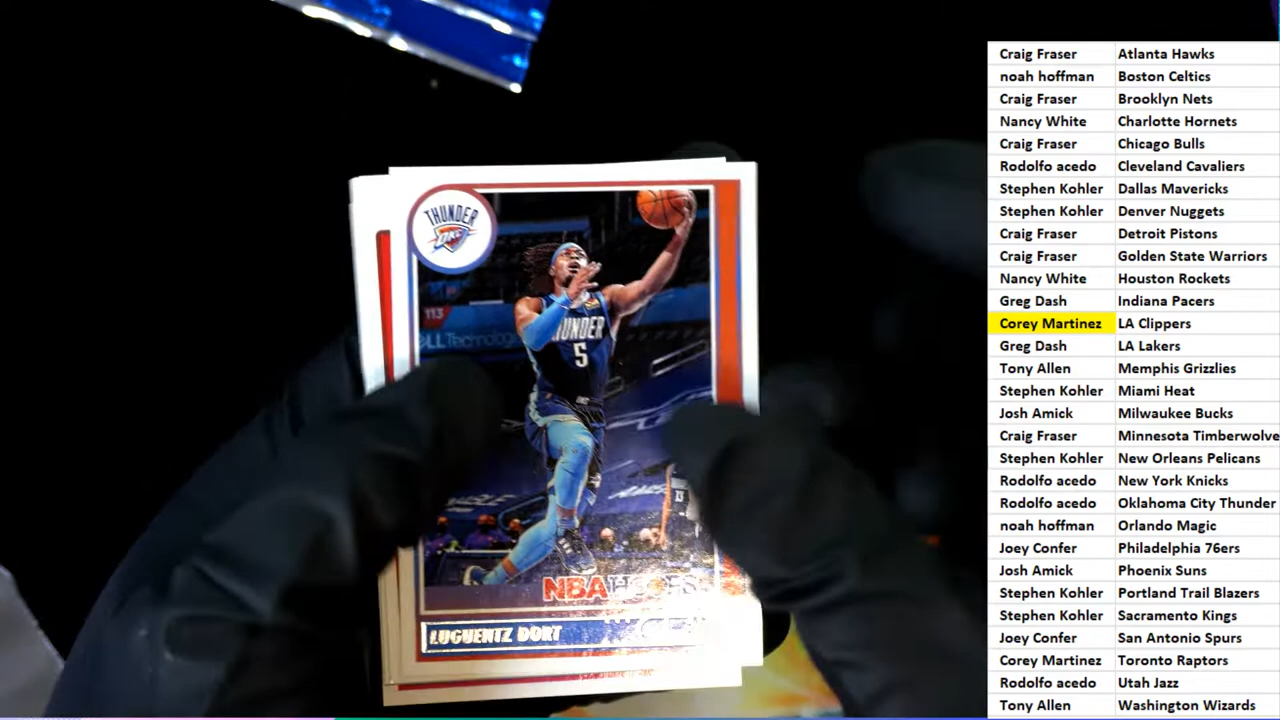 THUNDER
OKC
113
THUNDER
5
NBA HOOPS
LUGUENTZ DORT
Craig Fraser Atlanta Hawks
noah hoffman Boston Celtics
Craig Fraser Brooklyn Nets
Nancy White Charlotte Hornets
Craig Fraser Chicago Bulls
Rodolfo acedo Cleveland Cavaliers
Stephen Kohler Dallas Mavericks
Stephen Kohler Denver Nuggets
Craig Fraser Detroit Pistons
Craig Fraser Golden State Warriors
Nancy White Houston Rockets
Greg Dash Indiana Pacers
Corey Martinez LA Clippers
Greg Dash LA Lakers
Tony Allen Memphis Grizzlies
Stephen Kohler Miami Heat
Josh Amick Milwaukee Bucks
Craig Fraser Minnesota Timberwolve
Stephen Kohler New Orleans Pelicans
Rodolfo acedo New York Knicks
Rodolfo acedo Oklahoma City Thunder
noah hoffman Orlando Magic
Joey Confer Philadelphia 76ers
Josh Amick Phoenix Suns
Stephen Kohler Portland Trail Blazers
Stephen Kohler Sacramento Kings
Joey Confer San Antonio Spurs
Corey Martinez Toronto Raptors
Rodolfo acedo Utah Jazz
Tony Allen Washington Wizards